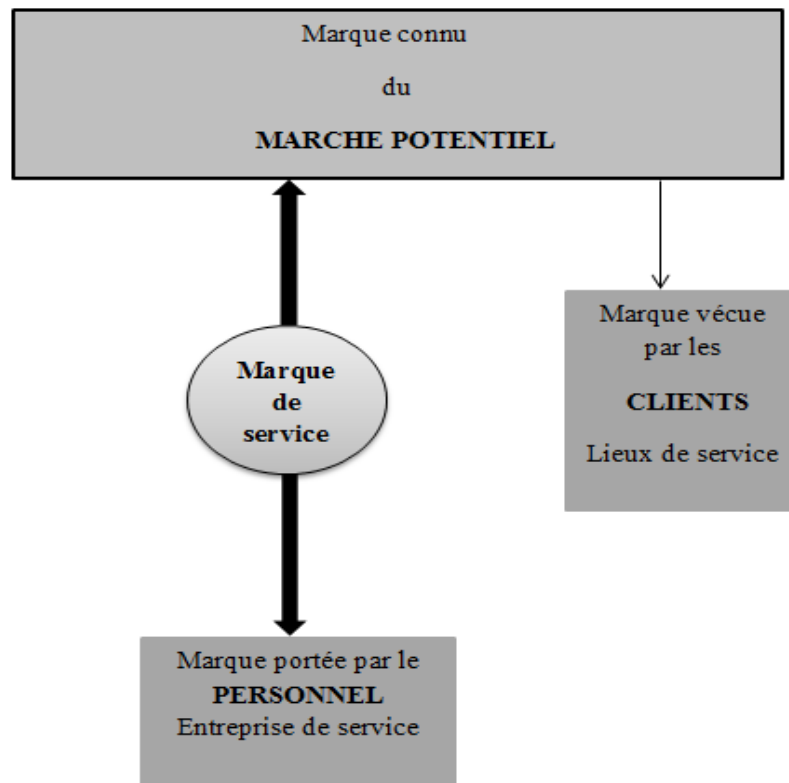 Marque connu
du
MARCHE POTENTIEL
Marque vécue
par les
CLIENTS
Lieux de service
Marque
de
service
Marque portée par le
PERSONNEL
Entreprise de service